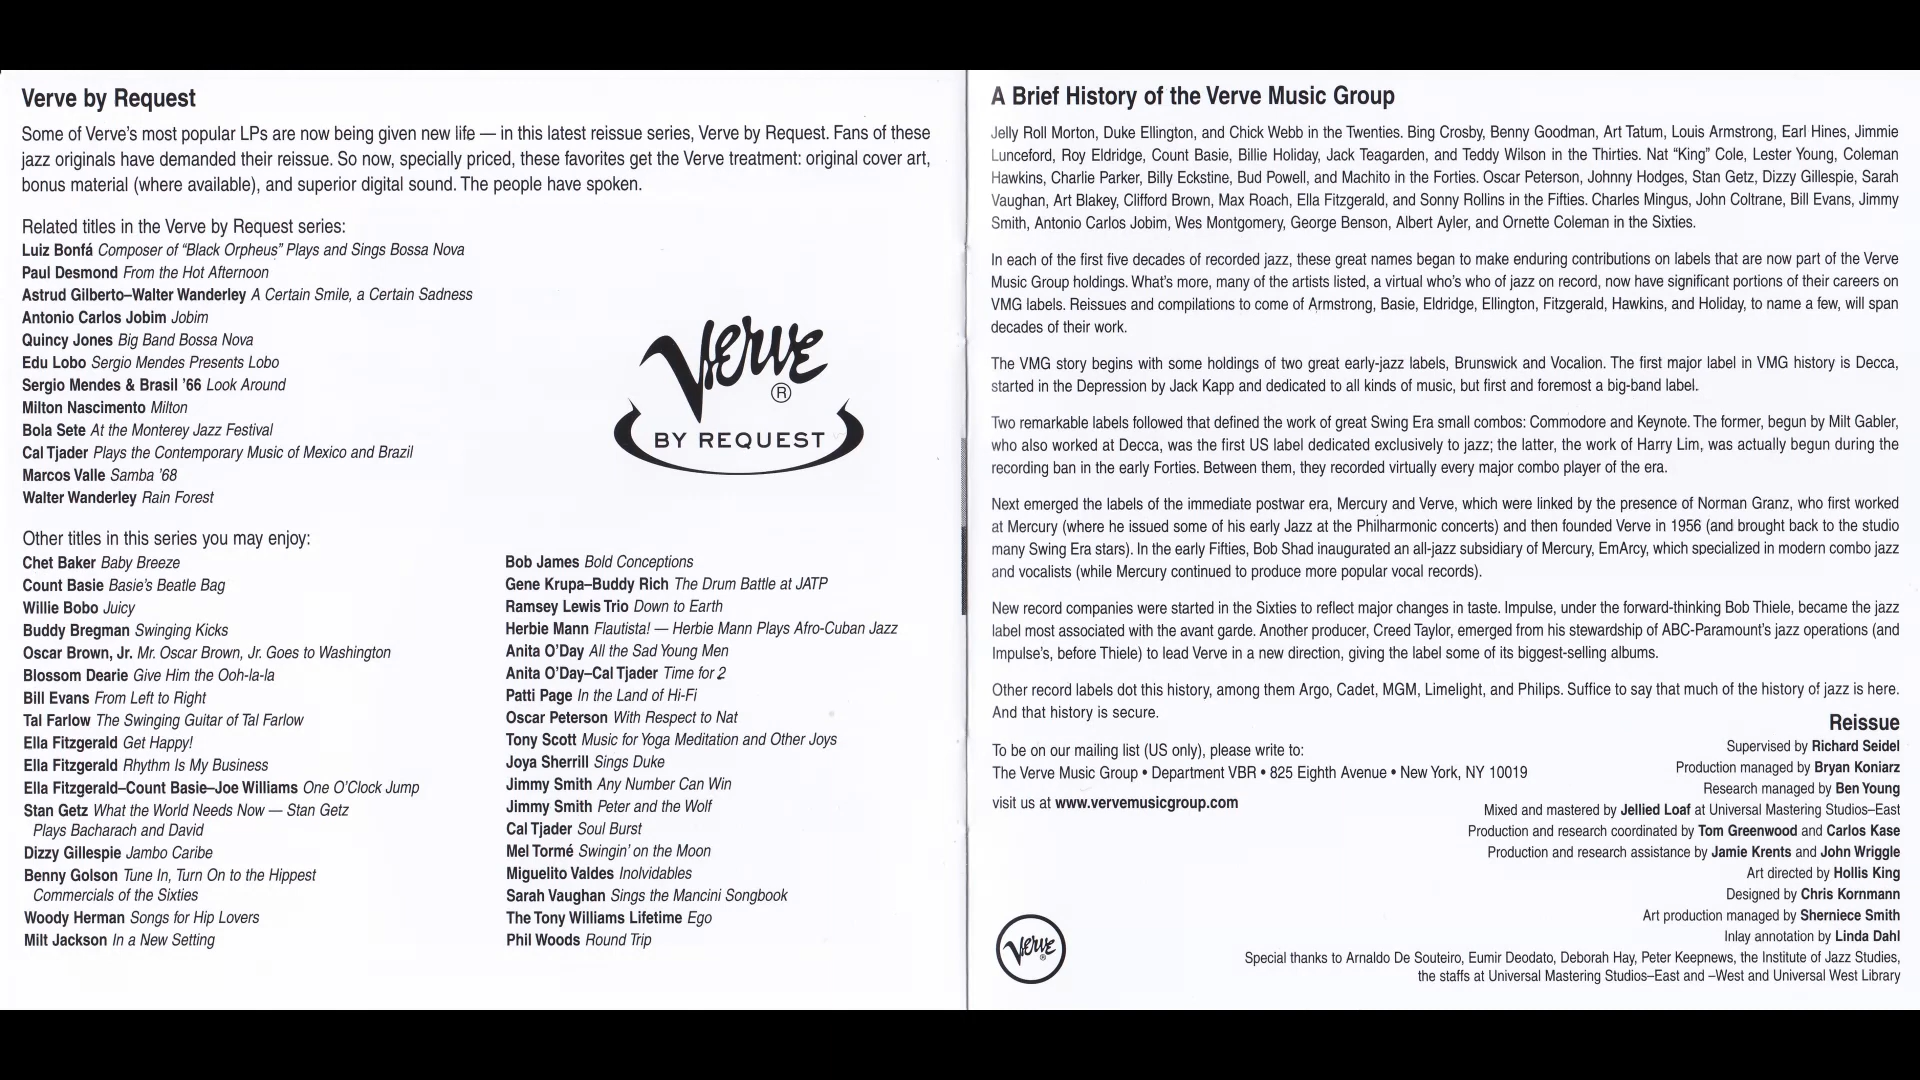 Verve by Request
Some of Verve's most popular LPs are now being given new life — in this latest reissue series, Verve by Request. Fans of these
jazz originals have demanded their reissue. So now, specially priced, these favorites get the Verve treatment: original cover art,
bonus material (where available), and superior digital sound. The people have spoken.
Related titles in the Verve by Request series:
Luiz Bonfá Composer of "Black Orpheus" Plays and Sings Bossa Nova
Paul Desmond From the Hot Afternoon
Astrud Gilberto–Walter Wanderley A Certain Smile, a Certain Sadness
Antonio Carlos Jobim Jobim
Quincy Jones Big Band Bossa Nova
Edu Lobo Sergio Mendes Presents Lobo
Sergio Mendes & Brasil '66 Look Around
Milton Nascimento Milton
Bola Sete At the Monterey Jazz Festival
Cal Tjader Plays the Contemporary Music of Mexico and Brazil
Marcos Valle Samba '68
Walter Wanderley Rain Forest
Verve
®
BY REQUEST
Other titles in this series you may enjoy:
Chet Baker Baby Breeze
Count Basie Basie's Beatle Bag
Willie Bobo Juicy
Buddy Bregman Swinging Kicks
Oscar Brown, Jr. Mr. Oscar Brown, Jr. Goes to Washington
Blossom Dearie Give Him the Ooh-la-la
Bill Evans From Left to Right
Tal Farlow The Swinging Guitar of Tal Farlow
Ella Fitzgerald Get Happy!
Ella Fitzgerald Rhythm Is My Business
Ella Fitzgerald–Count Basie–Joe Williams One O'Clock Jump
Stan Getz What the World Needs Now — Stan Getz
Plays Bacharach and David
Dizzy Gillespie Jambo Caribe
Benny Golson Tune In, Turn On to the Hippest
Commercials of the Sixties
Woody Herman Songs for Hip Lovers
Milt Jackson In a New Setting
Bob James Bold Conceptions
Gene Krupa–Buddy Rich The Drum Battle at JATP
Ramsey Lewis Trio Down to Earth
Herbie Mann Flautista! — Herbie Mann Plays Afro-Cuban Jazz
Anita O'Day All the Sad Young Men
Anita O'Day–Cal Tjader Time for 2
Patti Page In the Land of Hi-Fi
Oscar Peterson With Respect to Nat
Tony Scott Music for Yoga Meditation and Other Joys
Joya Sherrill Sings Duke
Jimmy Smith Any Number Can Win
Jimmy Smith Peter and the Wolf
Cal Tjader Soul Burst
Mel Tormé Swingin' on the Moon
Miguelito Valdes Inolvidables
Sarah Vaughan Sings the Mancini Songbook
The Tony Williams Lifetime Ego
Phil Woods Round Trip
A Brief History of the Verve Music Group
Jelly Roll Morton, Duke Ellington, and Chick Webb in the Twenties. Bing Crosby, Benny Goodman, Art Tatum, Louis Armstrong, Earl Hines, Jimmie
Lunceford, Roy Eldridge, Count Basie, Billie Holiday, Jack Teagarden, and Teddy Wilson in the Thirties. Nat "King" Cole, Lester Young, Coleman
Hawkins, Charlie Parker, Billy Eckstine, Bud Powell, and Machito in the Forties. Oscar Peterson, Johnny Hodges, Stan Getz, Dizzy Gillespie, Sarah
Vaughan, Art Blakey, Clifford Brown, Max Roach, Ella Fitzgerald, and Sonny Rollins in the Fifties. Charles Mingus, John Coltrane, Bill Evans, Jimmy
Smith, Antonio Carlos Jobim, Wes Montgomery, George Benson, Albert Ayler, and Ornette Coleman in the Sixties.
In each of the first five decades of recorded jazz, these great names began to make enduring contributions on labels that are now part of the Verve
Music Group holdings. What's more, many of the artists listed, a virtual who's who of jazz on record, now have significant portions of their careers on
VMG labels. Reissues and compilations to come of Armstrong, Basie, Eldridge, Ellington, Fitzgerald, Hawkins, and Holiday, to name a few, will span
decades of their work.
The VMG story begins with some holdings of two great early-jazz labels, Brunswick and Vocalion. The first major label in VMG history is Decca,
started in the Depression by Jack Kapp and dedicated to all kinds of music, but first and foremost a big-band label.
Two remarkable labels followed that defined the work of great Swing Era small combos: Commodore and Keynote. The former, begun by Milt Gabler,
who also worked at Decca, was the first US label dedicated exclusively to jazz; the latter, the work of Harry Lim, was actually begun during the
recording ban in the early Forties. Between them, they recorded virtually every major combo player of the era.
Next emerged the labels of the immediate postwar era, Mercury and Verve, which were linked by the presence of Norman Granz, who first worked
at Mercury (where he issued some of his early Jazz at the Philharmonic concerts) and then founded Verve in 1956 (and brought back to the studio
many Swing Era stars). In the early Fifties, Bob Shad inaugurated an all-jazz subsidiary of Mercury, EmArcy, which specialized in modern combo jazz
and vocalists (while Mercury continued to produce more popular vocal records).
New record companies were started in the Sixties to reflect major changes in taste. Impulse, under the forward-thinking Bob Thiele, became the jazz
label most associated with the avant garde. Another producer, Creed Taylor, emerged from his stewardship of ABC-Paramount's jazz operations (and
Impulse's, before Thiele) to lead Verve in a new direction, giving the label some of its biggest-selling albums.
Other record labels dot this history, among them Argo, Cadet, MGM, Limelight, and Philips. Suffice to say that much of the history of jazz is here.
And that history is secure.
To be on our mailing list (US only), please write to:
The Verve Music Group • Department VBR • 825 Eighth Avenue • New York, NY 10019
visit us at www.vervemusicgroup.com
Reissue
Supervised by Richard Seidel
Production managed by Bryan Koniarz
Research managed by Ben Young
Mixed and mastered by Jellied Loaf at Universal Mastering Studios–East
Production and research coordinated by Tom Greenwood and Carlos Kase
Production and research assistance by Jamie Krents and John Wriggle
Art directed by Hollis King
Designed by Chris Kornmann
Art production managed by Sherniece Smith
Inlay annotation by Linda Dahl
Special thanks to Arnaldo De Souteiro, Eumir Deodato, Deborah Hay, Peter Keepnews, the Institute of Jazz Studies,
the staffs at Universal Mastering Studios–East and –West and Universal West Library
Verve
®